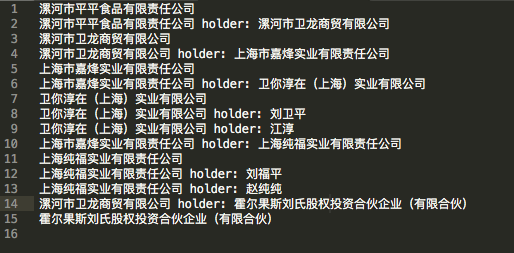 1 漯河市平平食品有限责任公司
2 漯河市平平食品有限责任公司 holder: 漯河市卫龙商贸有限公司
3 漯河市卫龙商贸有限公司
4 漯河市卫龙商贸有限公司 holder: 上海市嘉烽实业有限责任公司
5 上海市嘉烽实业有限责任公司
6 上海市嘉烽实业有限责任公司 holder: 卫你淳在（上海）实业有限公司
7 卫你淳在（上海）实业有限公司
8 卫你淳在（上海）实业有限公司 holder: 刘卫平
9 卫你淳在（上海）实业有限公司 holder: 江淳
10 上海市嘉烽实业有限责任公司 holder: 上海纯福实业有限责任公司
11 上海纯福实业有限责任公司
12 上海纯福实业有限责任公司 holder: 刘福平
13 上海纯福实业有限责任公司 holder: 赵纯纯
14 漯河市卫龙商贸有限公司 holder: 霍尔果斯刘氏股权投资合伙企业（有限合伙）
15 霍尔果斯刘氏股权投资合伙企业（有限合伙）
16